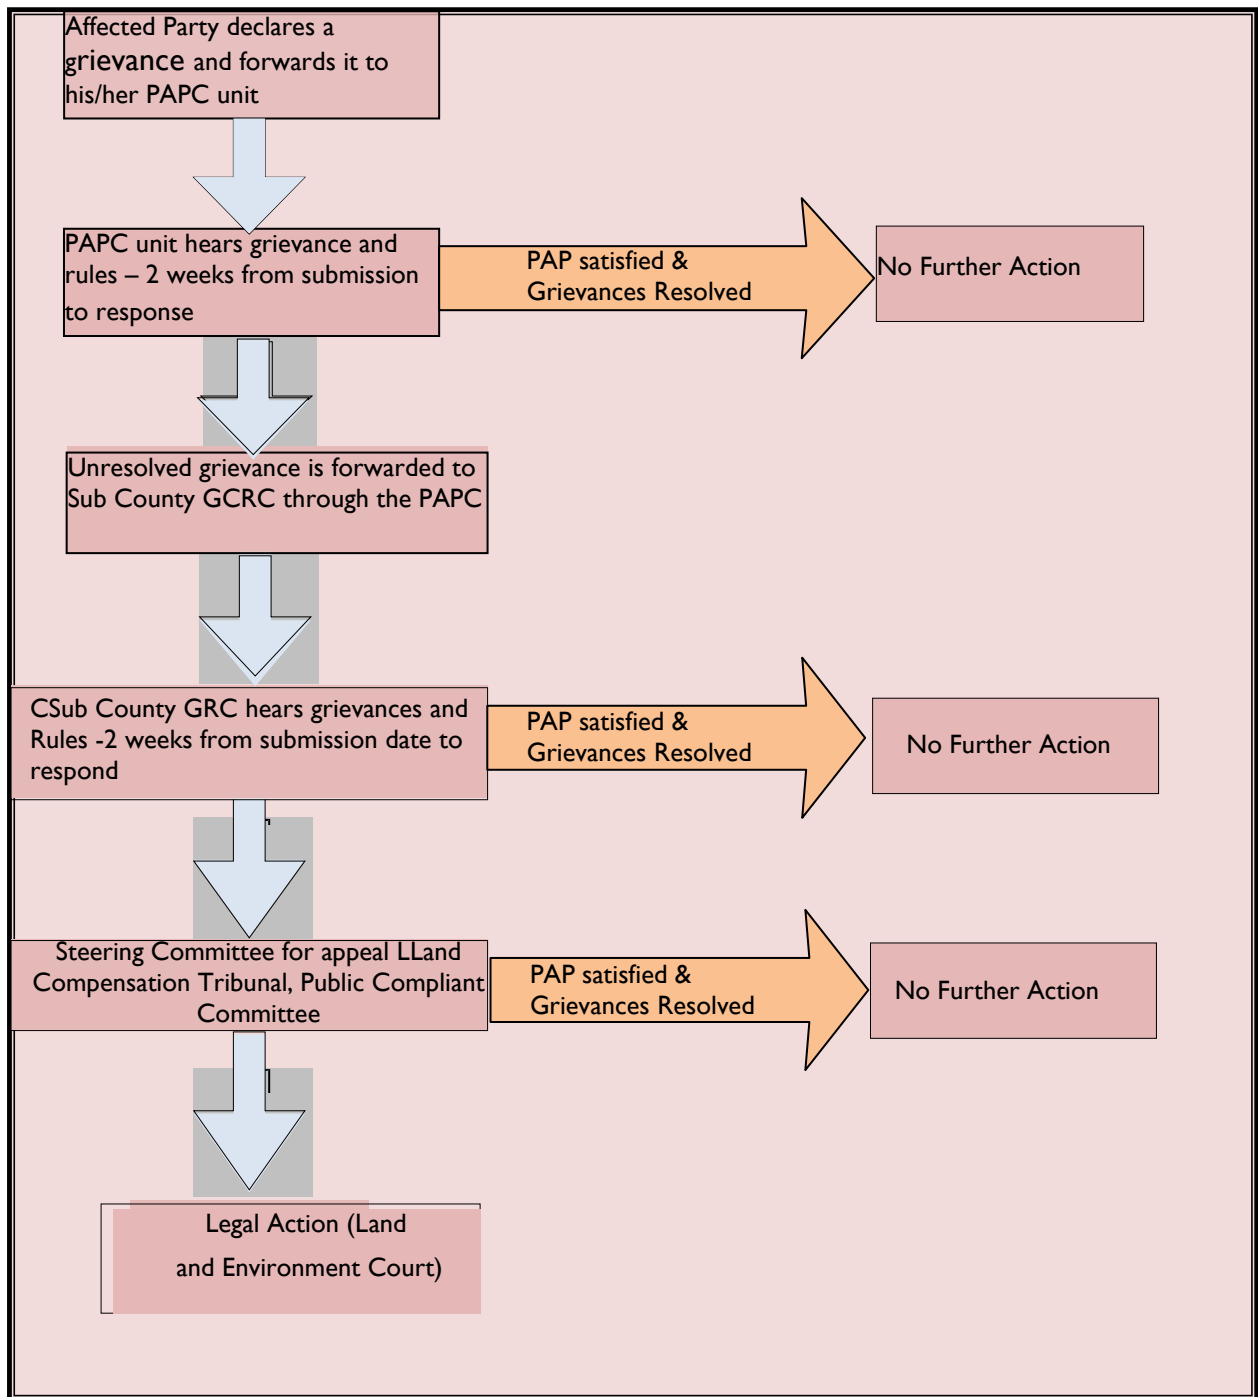 Affected Party declares a
grievance and forwards it to
his/her PAPC unit
PAPC unit hears grievance and
rules – 2 weeks from submission
to response
PAP satisfied &
Grievances Resolved
No Further Action
Unresolved grievance is forwarded to
Sub County GCRC through the PAPC
CSub County GRC hears grievances and
Rules -2 weeks from submission date to
respond
PAP satisfied &
Grievances Resolved
No Further Action
Steering Committee for appeal LLand
Compensation Tribunal, Public Compliant
Committee
PAP satisfied &
Grievances Resolved
No Further Action
Legal Action (Land
and Environment Court)